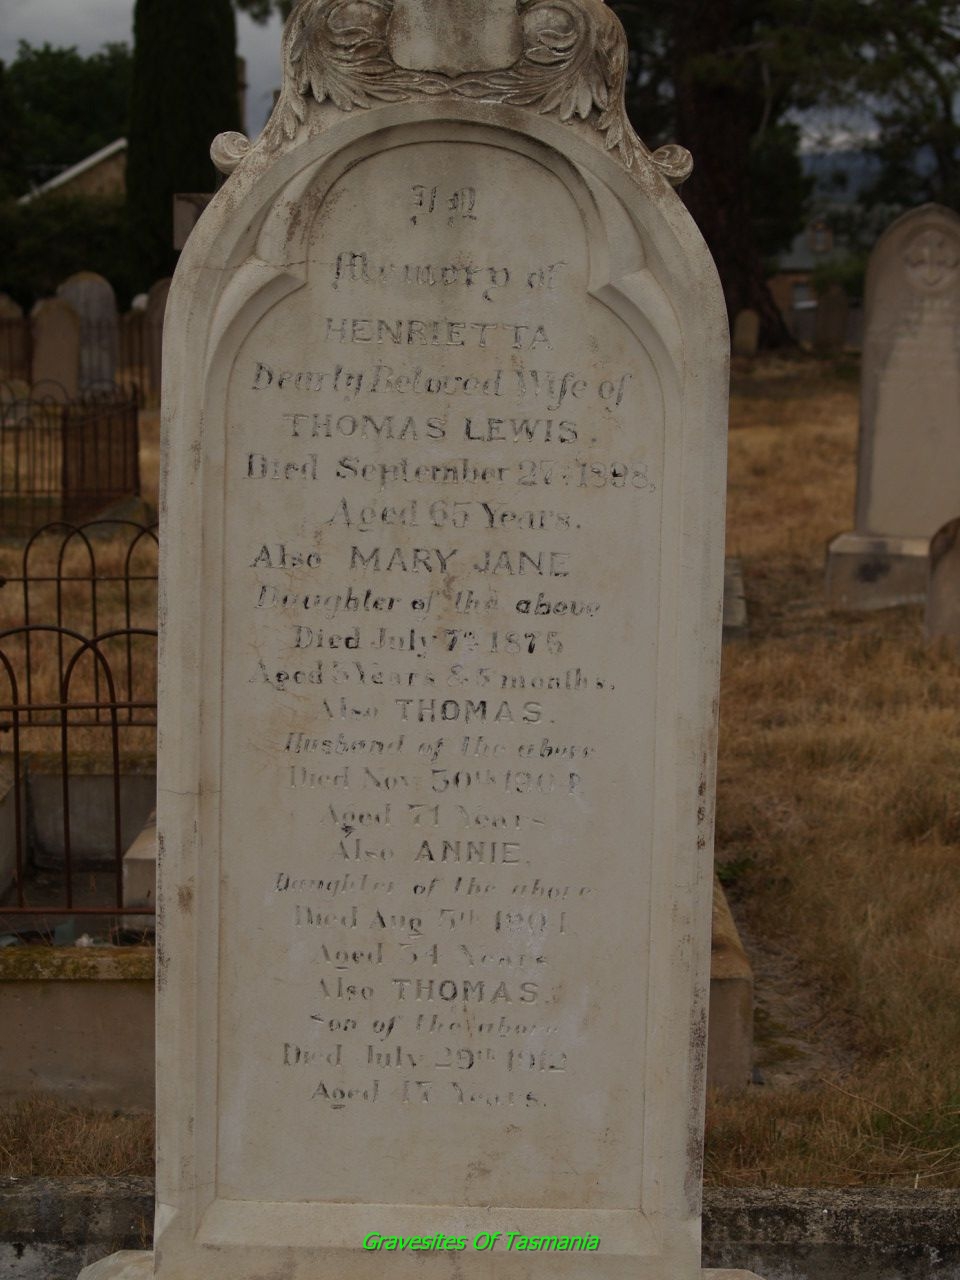 In
Memory of
HENRIETTA
Dearly Beloved Wife of
THOMAS LEWIS.
Died September 27th 1898,
Aged 65 Years.
Also MARY JANE
Daughter of the above
Died July 7th 1875
Aged 5 Years & 5 months.
Also THOMAS.
Husband of the above
Died Nov. 30th 1904
Aged 71 Years
Also ANNIE
Daughter of the above
Died Aug 5th 1901
Aged 34 Years
Also THOMAS
Son of the above
Died July 29th 1912
Aged 47 Years.
Gravesites Of Tasmania